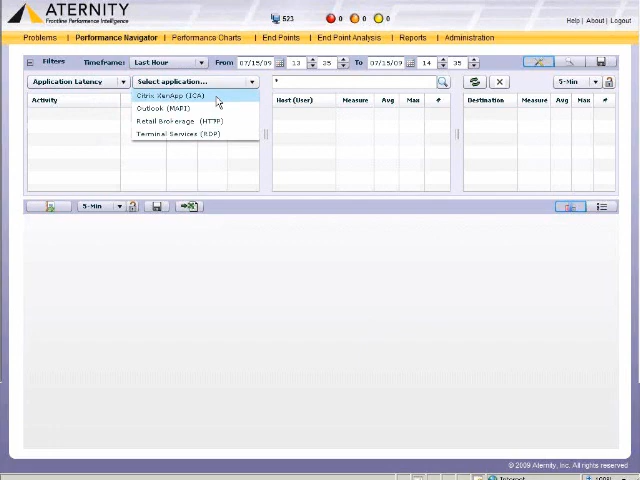 ATERNITY
Frontline Performance Intelligence
523 0 0 0
Help | About | Logout
Problems | Performance Navigator | Performance Charts | End Points | End Point Analysis | Reports | Administration
Filters Timeframe: Last Hour From 07/15/09 13 35 To 07/15/09 14 35
Application Latency Select application... * 5-Min
Citrix XenApp (ICA)
Outlook (MAPI)
Retail Brokerage (HTTP)
Terminal Services (RDP)
Activity Host (User) Measure Avg Max # Destination Measure Avg Max #
5-Min
© 2009 Aternity, Inc. All rights reserved
Internet 100%